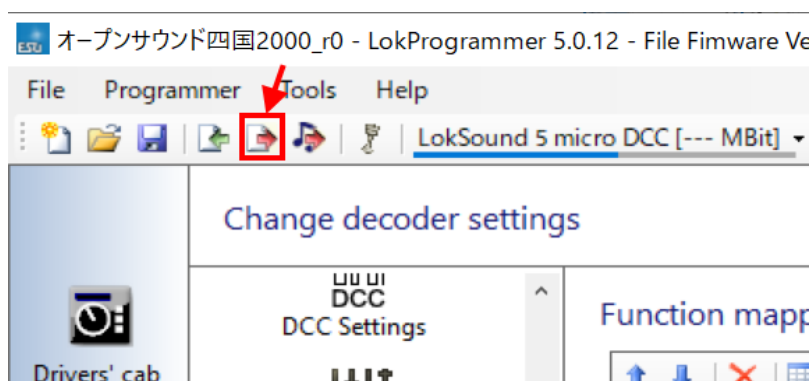 ESU オープンサウンド四国2000_r0 - LokProgrammer 5.0.12 - File Fimware Ve
File Programmer Tools Help
LokSound 5 micro DCC [--- MBit]
Change decoder settings
DCC
DCC Settings
Function mapp
Drivers' cab